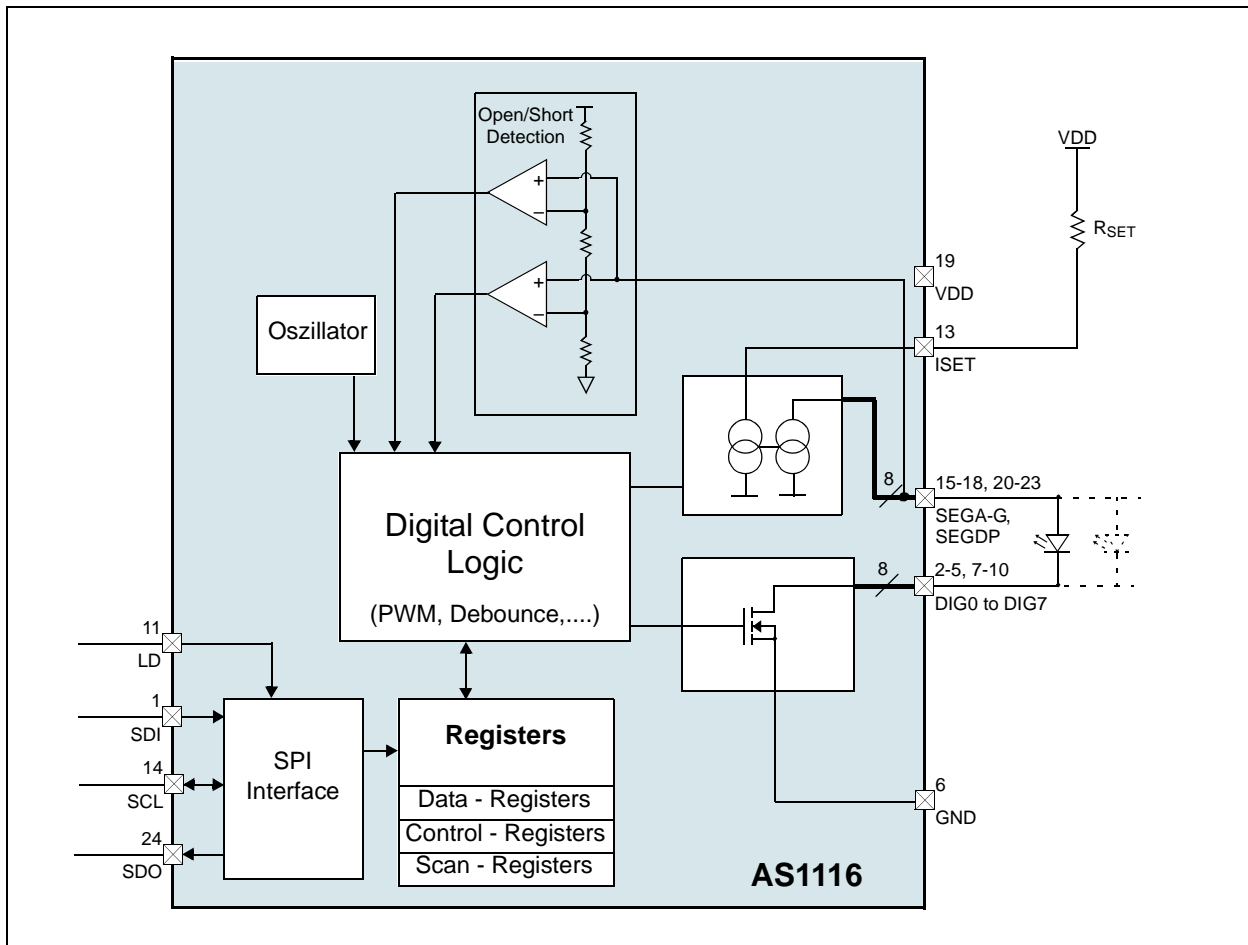 Open/Short
Detection
+
–
+
–
VDD
RSET
19
VDD
13
ISET
Oszillator
8
15-18, 20-23
SEGA-G,
SEGDP
Digital Control
Logic
(PWM, Debounce,....)
8
2-5, 7-10
DIG0 to DIG7
11
LD
1
SDI
14
SCL
24
SDO
SPI
Interface
Registers
Data - Registers
Control - Registers
Scan - Registers
6
GND
AS1116